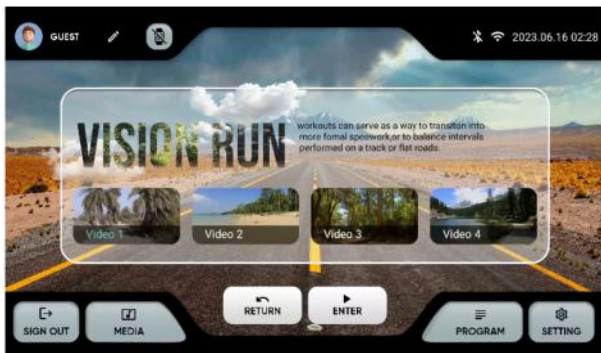 GUEST
2023.06.16 02:28
VISION RUN
workouts can serve as a way to transiton into
more fomal speework,or to balance intervals
performed on a track or flat roads.
Video 1
Video 2
Video 3
Video 4
SIGN OUT
MEDIA
RETURN
ENTER
PROGRAM
SETTING